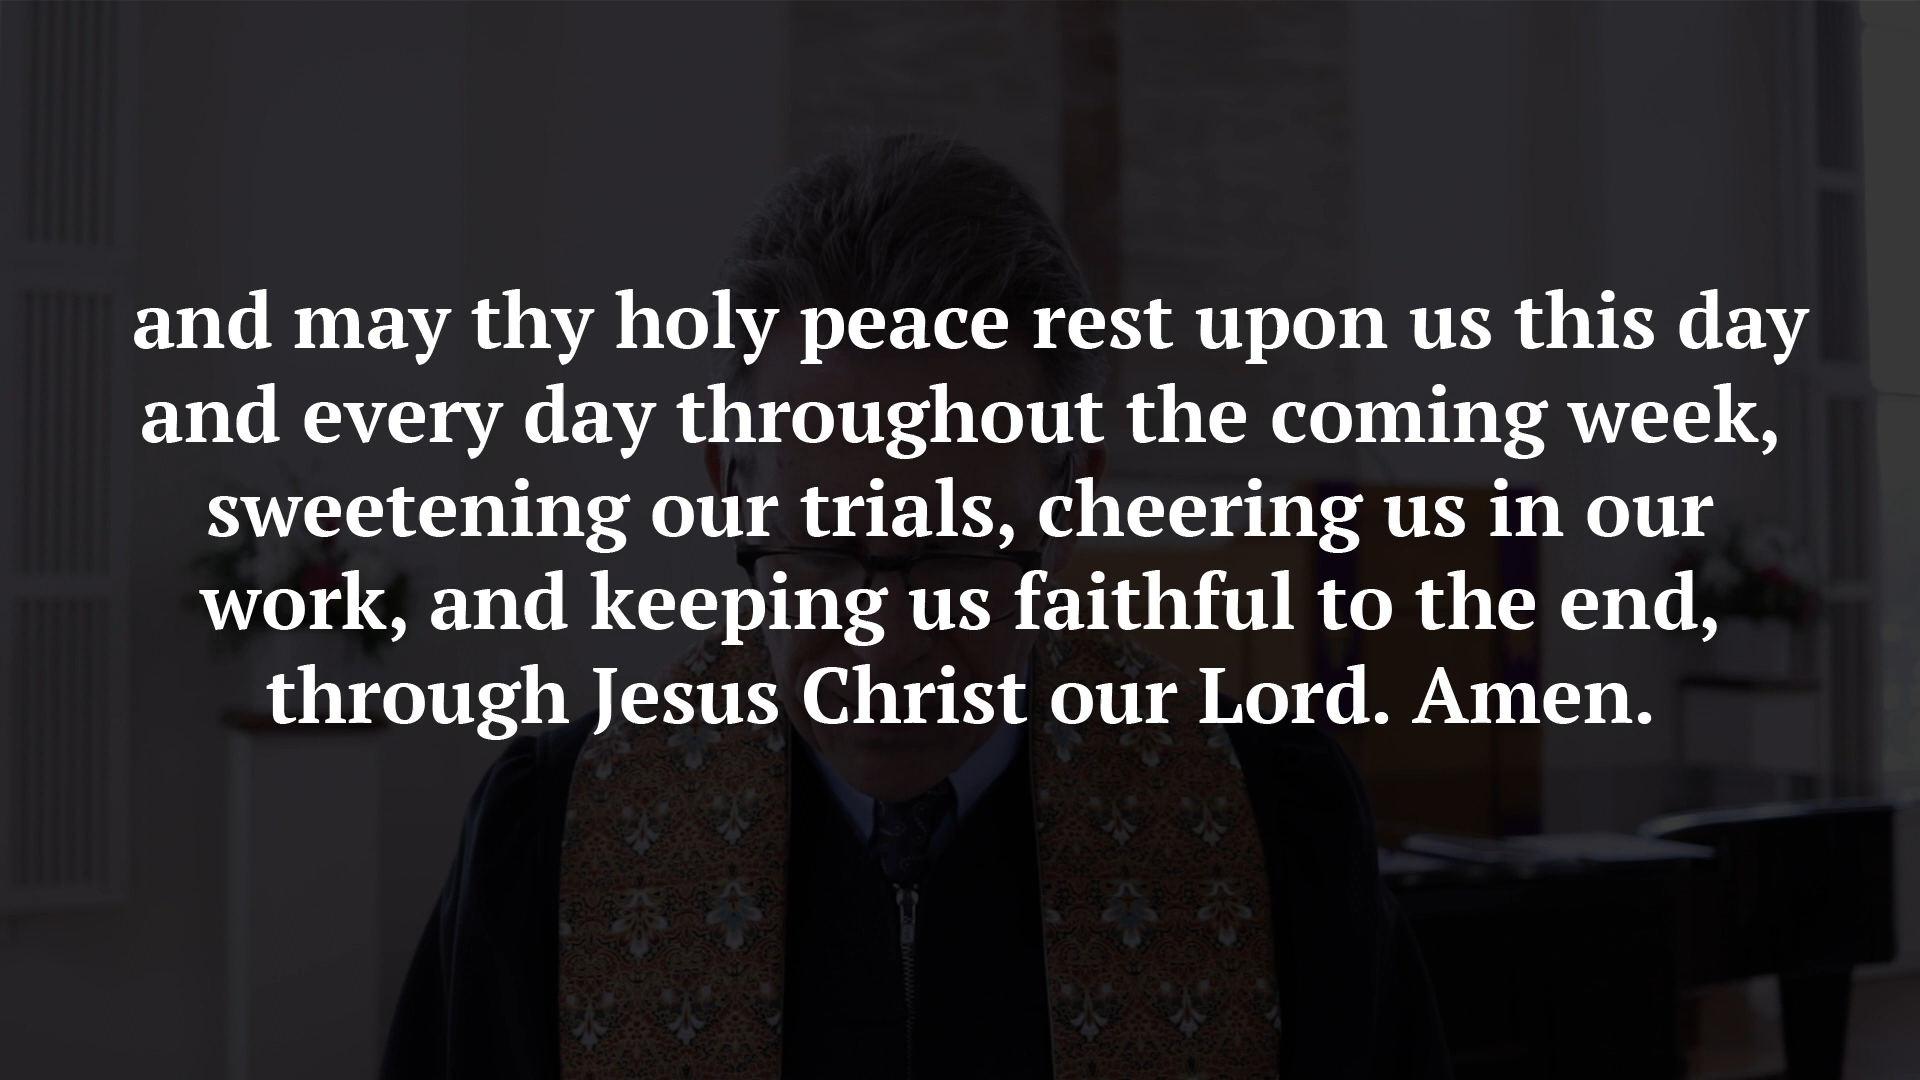 and may thy holy peace rest upon us this day
and every day throughout the coming week,
sweetening our trials, cheering us in our
work, and keeping us faithful to the end,
through Jesus Christ our Lord. Amen.